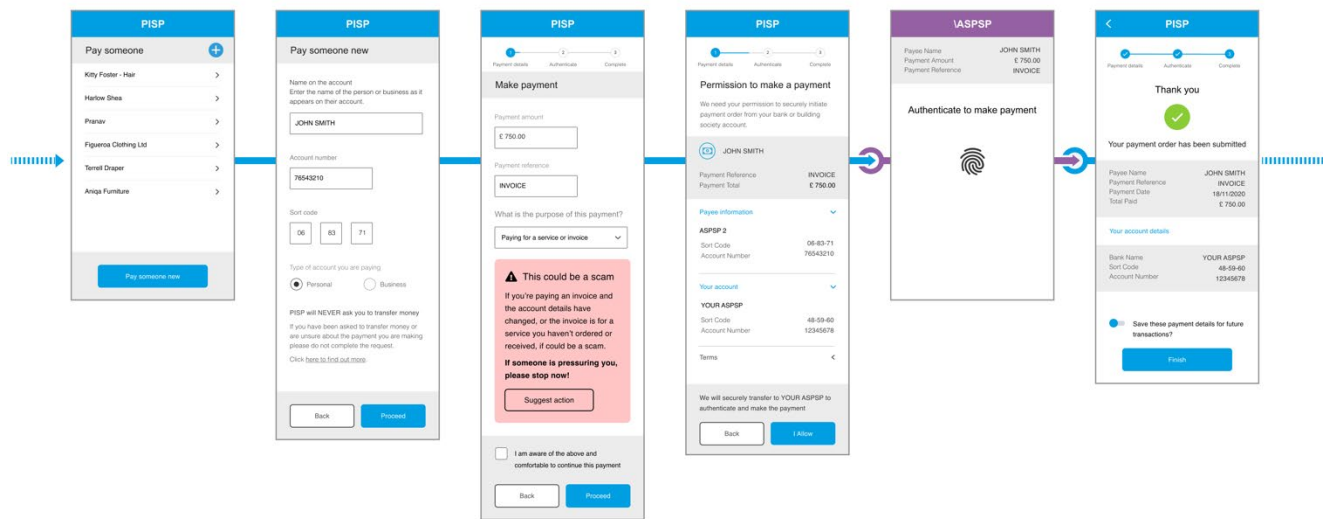 PISP
Pay someone
Kitty Foster - Hair
Harlow Shea
Pranav
Figueroa Clothing Ltd
Terrell Draper
Aniqa Furniture
Pay someone new
PISP
Pay someone new
Name on the account
Enter the name of the person or business as it
appears on their account.
JOHN SMITH
Account number
76543210
Sort code
06 83 71
Type of account you are paying
Personal Business
PISP will NEVER ask you to transfer money
If you have been asked to transfer money or
are unsure about the payment you are making
please do not complete the request.
Click here to find out more.
Back Proceed
PISP
1 2 3
Payment details Authenticate Complete
Make payment
Payment amount
£ 750.00
Payment reference
INVOICE
What is the purpose of this payment?
Paying for a service or invoice
This could be a scam
If you're paying an invoice and
the account details have
changed, or the invoice is for a
service you haven't ordered or
received, if could be a scam.
If someone is pressuring you,
please stop now!
Suggest action
I am aware of the above and
comfortable to continue this payment
Back Proceed
PISP
1 2 3
Payment details Authenticate Complete
Permission to make a payment
We need your permission to securely initiate
payment order from your bank or building
society account.
JOHN SMITH
Payment Reference INVOICE
Payment Total £ 750.00
Payee information
ASPSP 2
Sort Code 06-83-71
Account Number 76543210
Your account
YOUR ASPSP
Sort Code 48-59-60
Account Number 12345678
Terms
We will securely transfer to YOUR ASPSP to
authenticate and make the payment
Back I Allow
\ASPSP
Payee Name JOHN SMITH
Payment Amount £ 750.00
Payment Reference INVOICE
Authenticate to make payment
PISP
3
Payment details Authenticate Complete
Thank you
Your payment order has been submitted
Payee Name JOHN SMITH
Payment Reference INVOICE
Payment Date 18/11/2020
Total Paid £ 750.00
Your account details
Bank Name YOUR ASPSP
Sort Code 48-59-60
Account Number 12345678
Save these payment details for future
transactions?
Finish